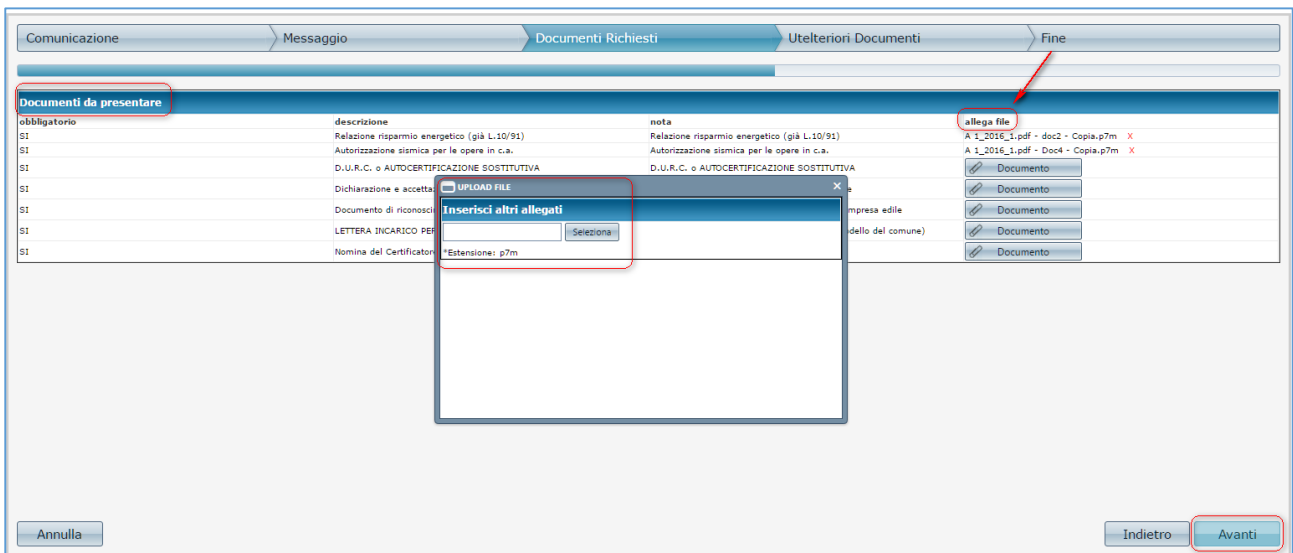 Comunicazione Messaggio Documenti Richiesti Utelteriori Documenti Fine
Documenti da presentare
obbligatorio descrizione nota allega file
SI Relazione risparmio energetico (già L.10/91) Relazione risparmio energetico (già L.10/91) A 1_2016_1.pdf - doc2 - Copia.p7m X
SI Autorizzazione sismica per le opere in c.a. Autorizzazione sismica per le opere in c.a. A 1_2016_1.pdf - Doc4 - Copia.p7m X
SI D.U.R.C. o AUTOCERTIFICAZIONE SOSTITUTIVA D.U.R.C. o AUTOCERTIFICAZIONE SOSTITUTIVA Documento
SI Dichiarazione e accetta Documento
SI Documento di riconosci mpresa edile Documento
SI LETTERA INCARICO PER dello del comune) Documento
SI Nomina del Certificator Documento
UPLOAD FILE X
Inserisci altri allegati
Seleziona
*Estensione: p7m
Annulla Indietro Avanti